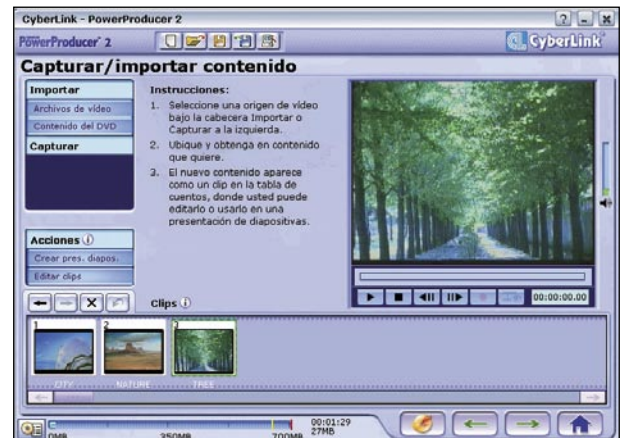 CyberLink - PowerProducer 2
PowerProducer 2
CyberLink
Capturar/importar contenido
Importar
Archivos de vídeo
Contenido del DVD
Capturar
Instrucciones:
1. Seleccione una origen de vídeo
bajo la cabecera Importar o
Capturar a la izquierda.
2. Ubique y obtenga en contenido
que quiere.
3. El nuevo contenido aparece
como un clip en la tabla de
cuentos, donde usted puede
editarlo o usarlo en una
presentación de diapositivas.
Acciones
Crear pres. diapos.
Editar clips
00:00:00.00
Clips
1 2 3
CITY NATURE TREE
0MB 350MB 700MB
00:01:29
27MB